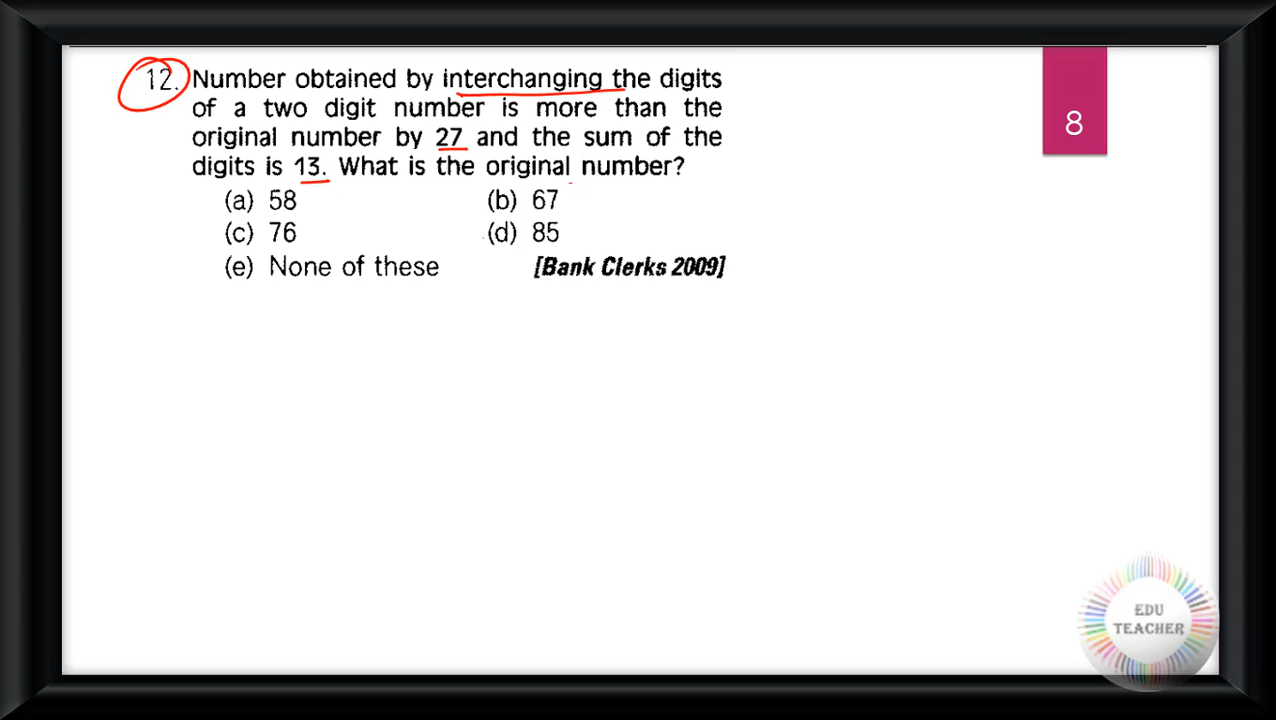 12. Number obtained by interchanging the digits
of a two digit number is more than the
original number by 27 and the sum of the
digits is 13. What is the original number?
(a) 58 (b) 67
(c) 76 (d) 85
(e) None of these [Bank Clerks 2009]
8
EDU
TEACHER